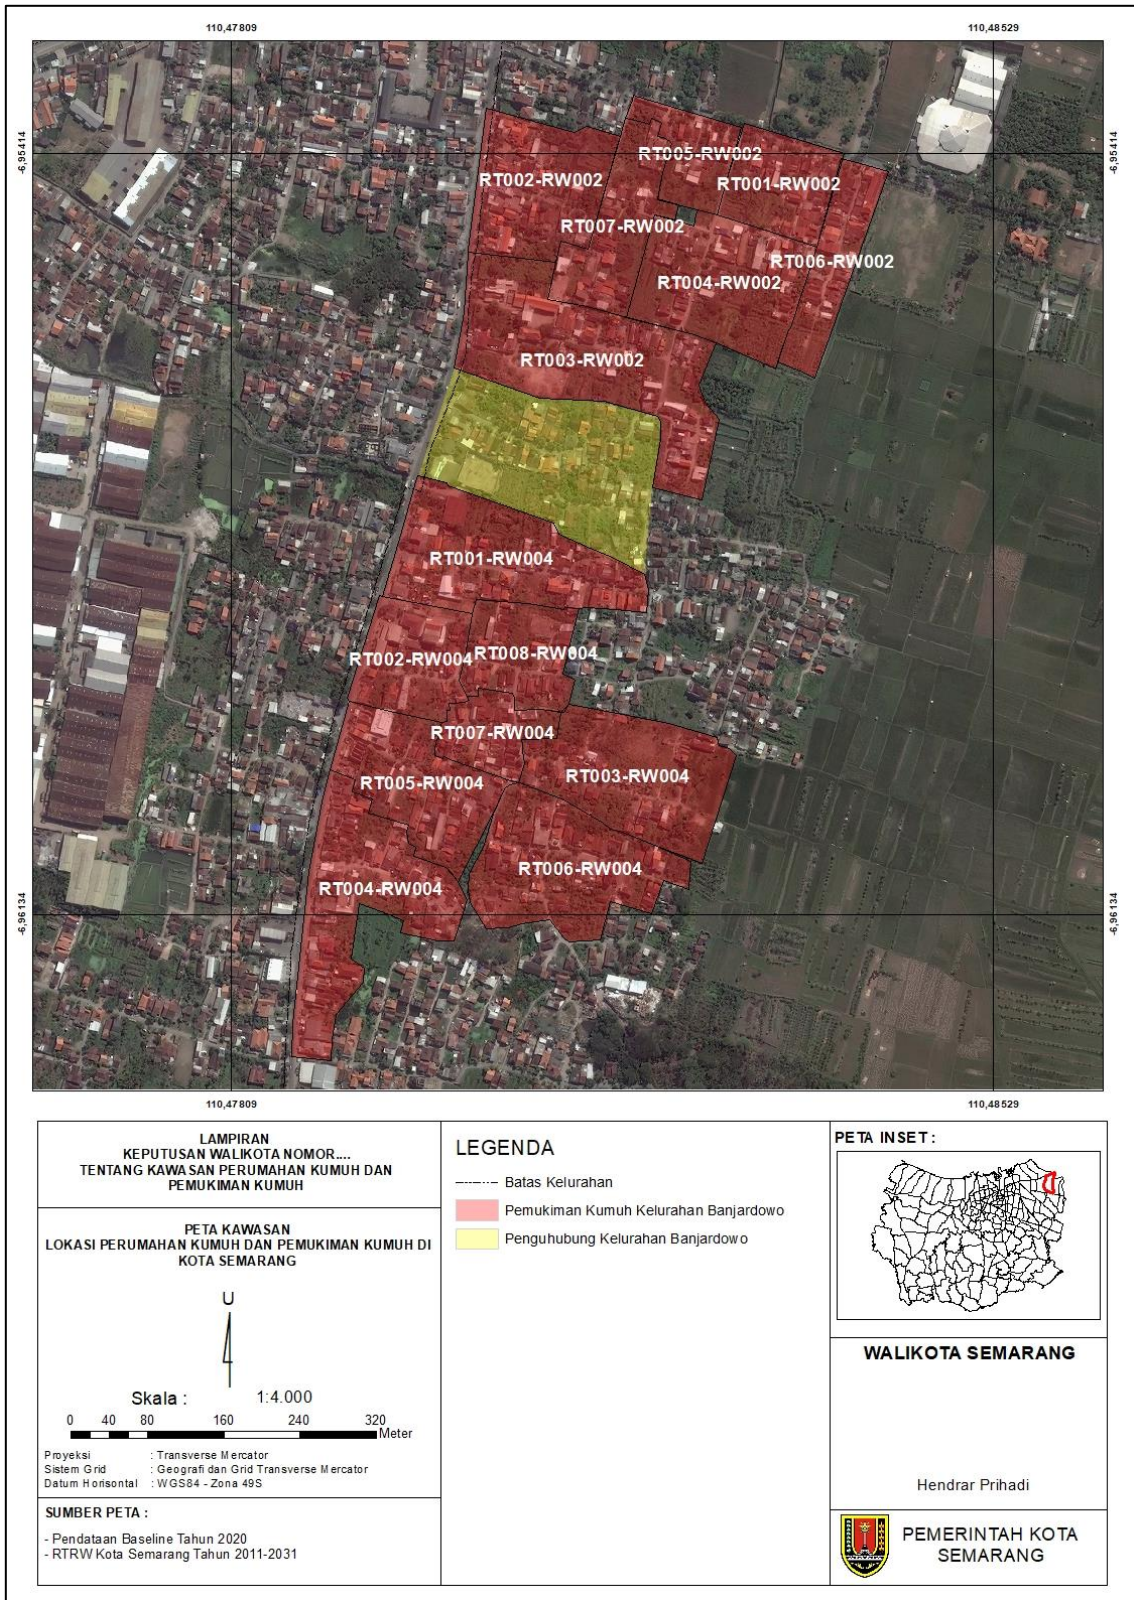 110,47809
110,48529
-6,95414
-6,95414
RT005-RW002
RT002-RW002
RT001-RW002
RT007-RW002
RT006-RW002
RT004-RW002
RT003-RW002
RT001-RW004
RT002-RW004
RT008-RW004
RT007-RW004
RT003-RW004
RT005-RW004
RT006-RW004
RT004-RW004
-6,96134
-6,96134
110,47809
110,48529
LAMPIRAN
KEPUTUSAN WALIKOTA NOMOR....
TENTANG KAWASAN PERUMAHAN KUMUH DAN
PEMUKIMAN KUMUH
PETA KAWASAN
LOKASI PERUMAHAN KUMUH DAN PEMUKIMAN KUMUH DI
KOTA SEMARANG
U
Skala : 1:4.000
0 40 80 160 240 320
Meter
Proyeksi : Transverse Mercator
Sistem Grid : Geografi dan Grid Transverse Mercator
Datum Horisontal : WGS84 - Zona 49S
SUMBER PETA :
- Pendataan Baseline Tahun 2020
- RTRW Kota Semarang Tahun 2011-2031
LEGENDA
Batas Kelurahan
Pemukiman Kumuh Kelurahan Banjardowo
Penguhubung Kelurahan Banjardowo
PETA INSET :
WALIKOTA SEMARANG
Hendrar Prihadi
PEMERINTAH KOTA
SEMARANG